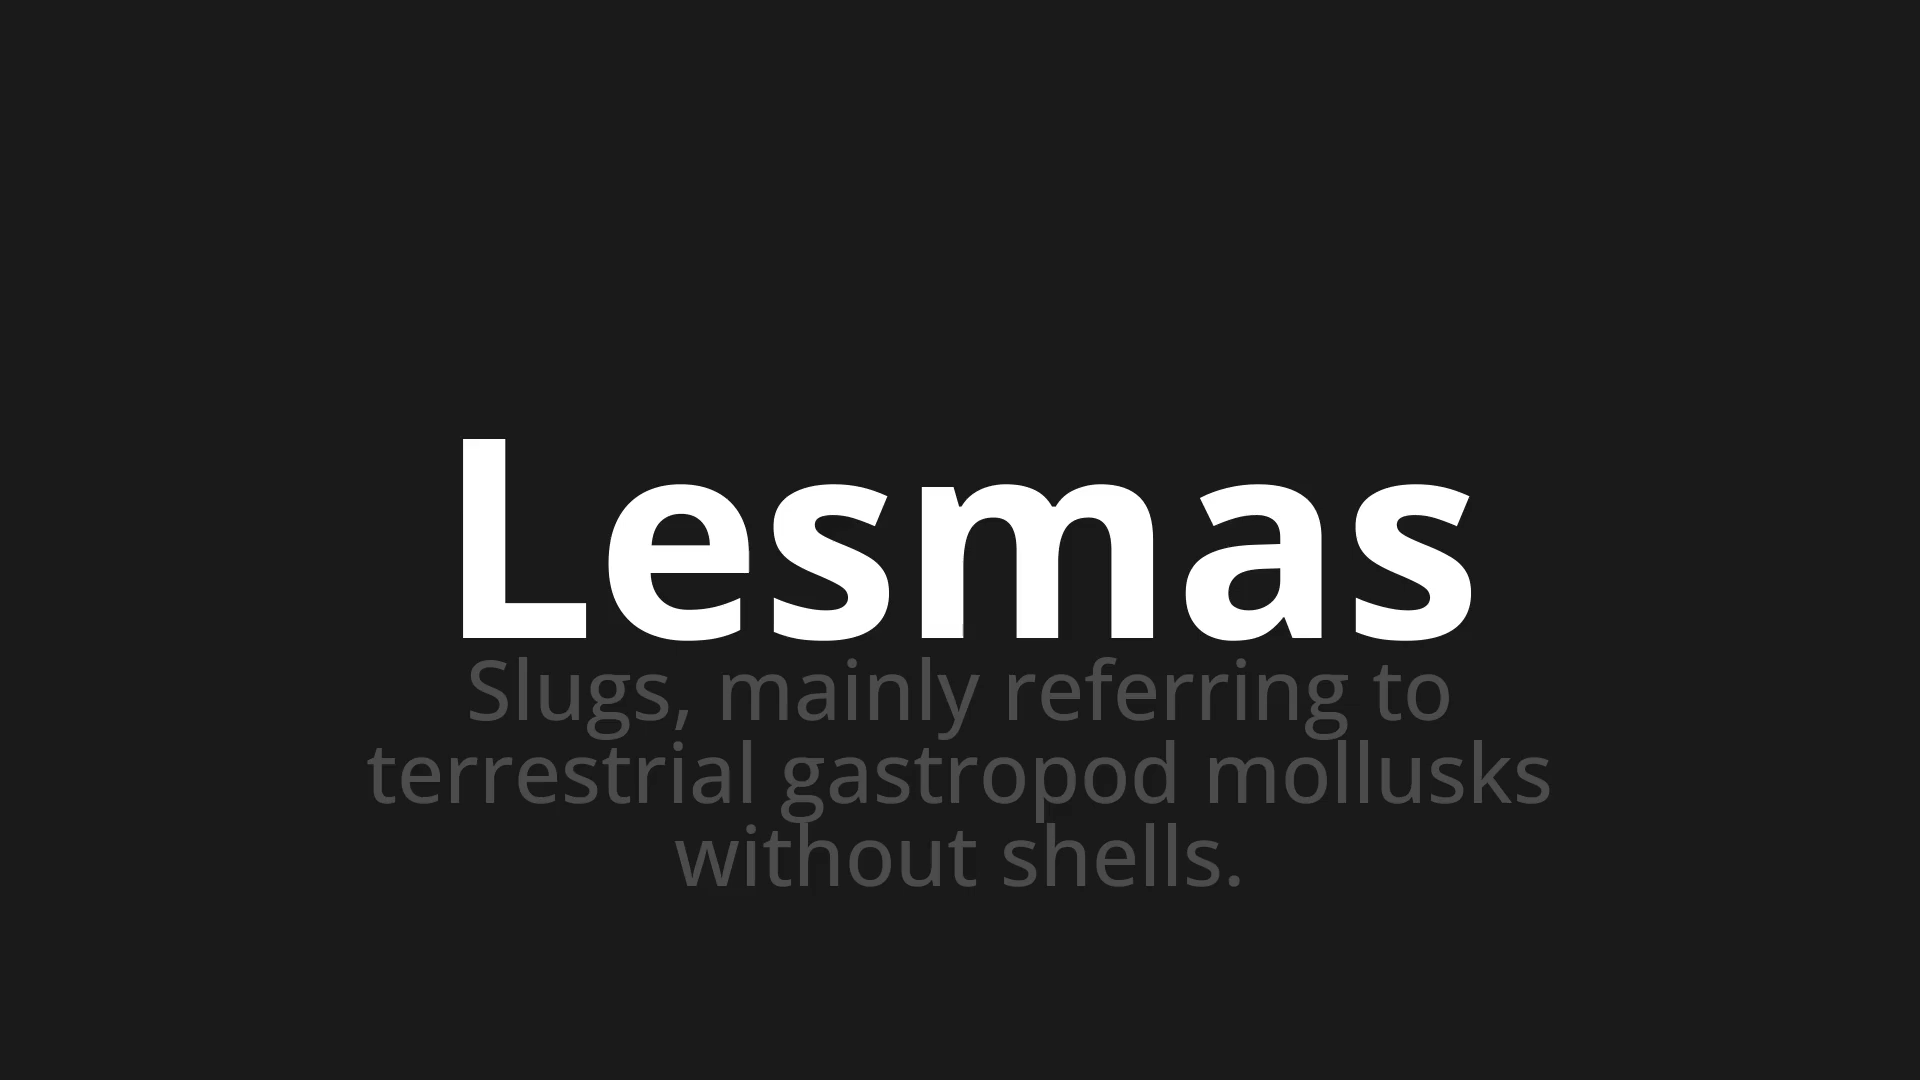 Lesmas
Slugs, mainly referring to
terrestrial gastropod mollusks
without shells.